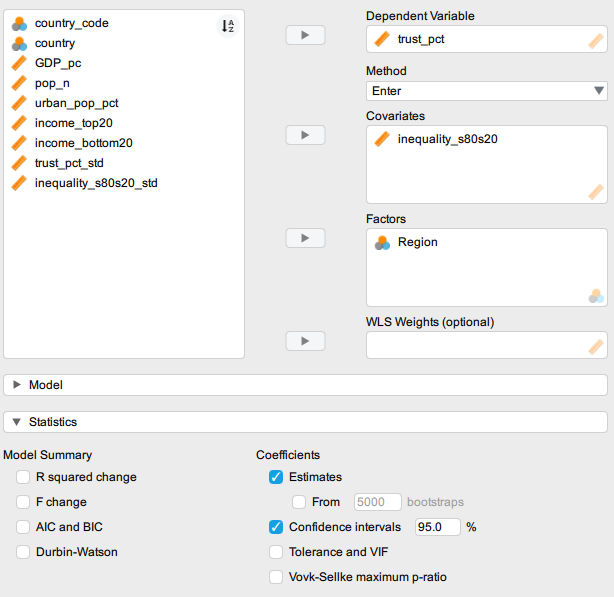 country_code
country
GDP_pc
pop_n
urban_pop_pct
income_top20
income_bottom20
trust_pct_std
inequality_s80s20_std
A
Z
Dependent Variable
trust_pct
Method
Enter
Covariates
inequality_s80s20
Factors
Region
WLS Weights (optional)
Model
Statistics
Model Summary
R squared change
F change
AIC and BIC
Durbin-Watson
Coefficients
Estimates
From 5000 bootstraps
Confidence intervals 95.0 %
Tolerance and VIF
Vovk-Sellke maximum p-ratio